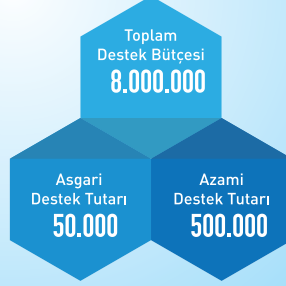 Toplam
Destek Bütçesi
8.000.000
Asgari
Destek Tutarı
50.000
Azami
Destek Tutarı
500.000